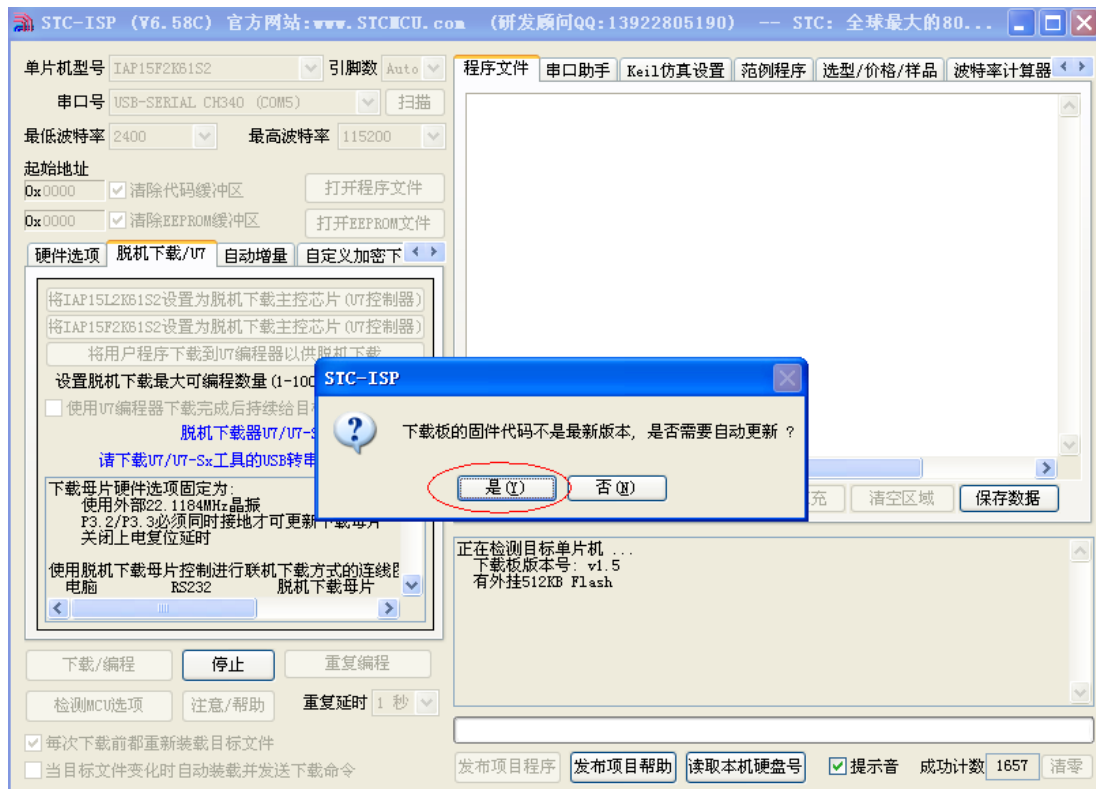 STC-ISP (V6.58C) 官方网站:www.STCMCU.com (研发顾问QQ:13922805190) -- STC: 全球最大的80...
单片机型号 IAP15F2K61S2 引脚数 Auto
串口号 USB-SERIAL CH340 (COM5) 扫描
最低波特率 2400 最高波特率 115200
起始地址
0x0000 清除代码缓冲区 打开程序文件
0x0000 清除EEPROM缓冲区 打开EEPROM文件
硬件选项 脱机下载/U7 自动增量 自定义加密下
将IAP15L2K61S2设置为脱机下载主控芯片(U7控制器)
将IAP15F2K61S2设置为脱机下载主控芯片(U7控制器)
将用户程序下载到U7编程器以供脱机下载
设置脱机下载最大可编程数量(1-100
使用U7编程器下载完成后持续给目
脱机下载器U7/U7-S
请下载U7/U7-Sx工具的USB转串
下载母片硬件选项固定为:
使用外部22.1184MHz晶振
P3.2/P3.3必须同时接地才可更新下载母片
关闭上电复位延时
使用脱机下载母片控制进行联机下载方式的连线
电脑 RS232 脱机下载母片
下载/编程 停止 重复编程
检测MCU选项 注意/帮助 重复延时 1 秒
每次下载前都重新装载目标文件
当目标文件变化时自动装载并发送下载命令
程序文件 串口助手 Keil仿真设置 范例程序 选型/价格/样品 波特率计算器
STC-ISP
下载板的固件代码不是最新版本，是否需要自动更新 ?
是(Y) 否(N)
充 清空区域 保存数据
正在检测目标单片机 ...
下载板版本号: v1.5
有外挂512KB Flash
发布项目程序 发布项目帮助 读取本机硬盘号 提示音 成功计数 1657 清零